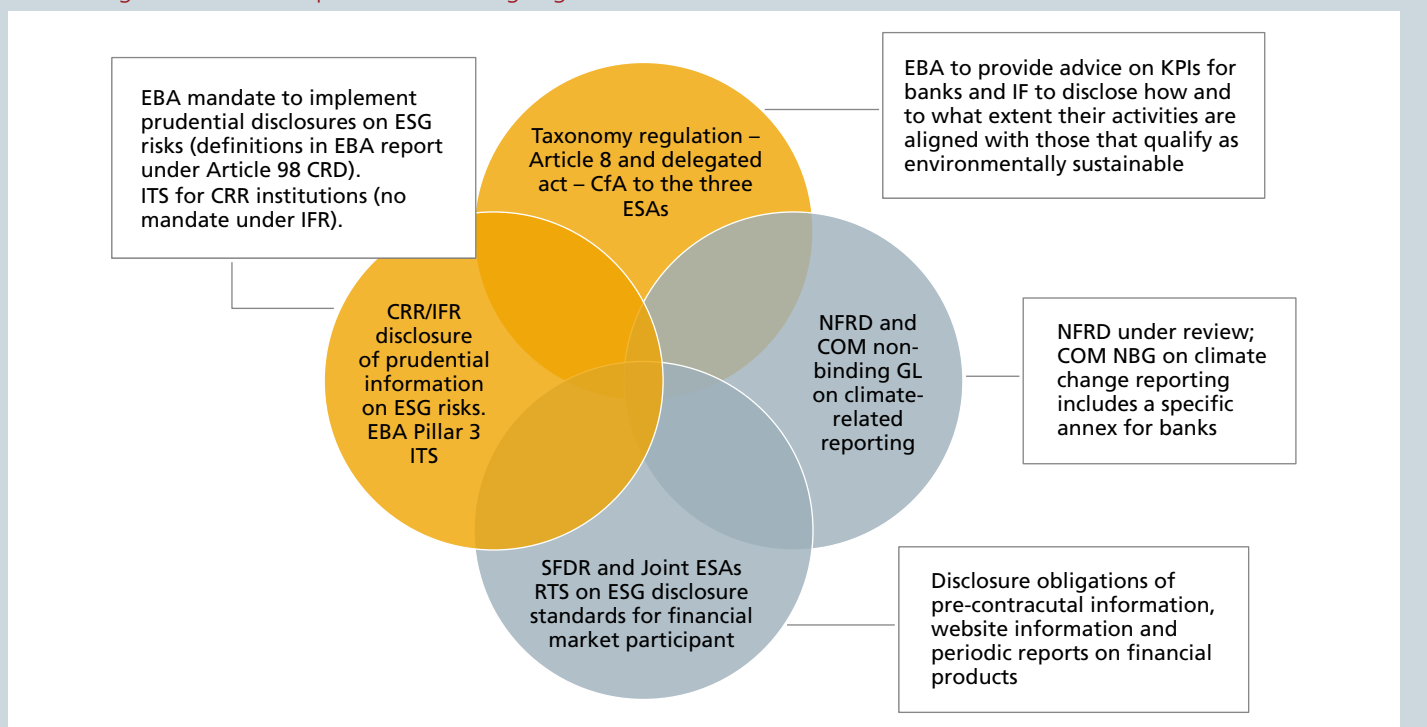 EBA mandate to implement
prudential disclosures on ESG
risks (definitions in EBA report
under Article 98 CRD).
ITS for CRR institutions (no
mandate under IFR).
Taxonomy regulation –
Article 8 and delegated
act – CfA to the three
ESAs
EBA to provide advice on KPIs for
banks and IF to disclose how and
to what extent their activities are
aligned with those that qualify as
environmentally sustainable
CRR/IFR
disclosure
of prudential
information
on ESG risks.
EBA Pillar 3
ITS
NFRD and
COM non-
binding GL
on climate-
related
reporting
NFRD under review;
COM NBG on climate
change reporting
includes a specific
annex for banks
SFDR and Joint ESAs
RTS on ESG disclosure
standards for financial
market participant
Disclosure obligations of
pre-contracutal information,
website information and
periodic reports on financial
products